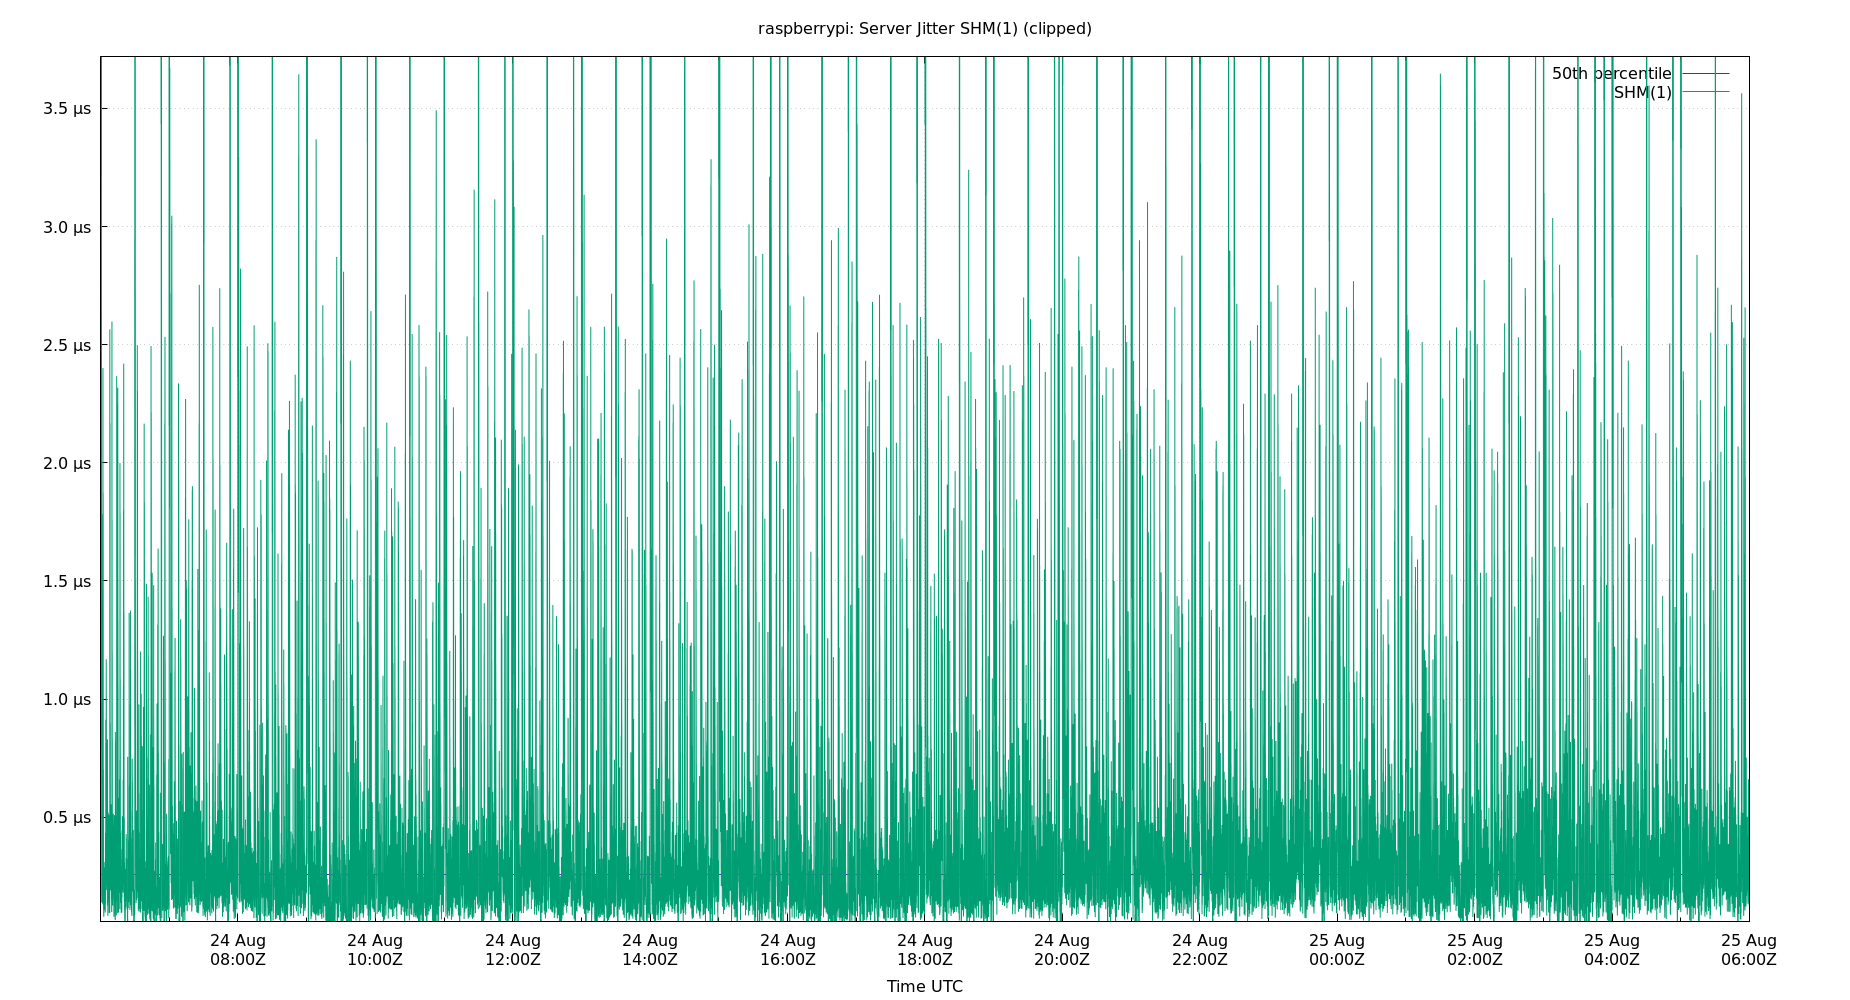 raspberrypi: Server Jitter SHM(1) (clipped)
50th percentile
SHM(1)
3.5 µs
3.0 µs
2.5 µs
2.0 µs
1.5 µs
1.0 µs
0.5 µs
24 Aug 24 Aug 24 Aug 24 Aug 24 Aug 24 Aug 24 Aug 24 Aug 25 Aug 25 Aug 25 Aug 25 Aug
08:00Z 10:00Z 12:00Z 14:00Z 16:00Z 18:00Z 20:00Z 22:00Z 00:00Z 02:00Z 04:00Z 06:00Z
Time UTC